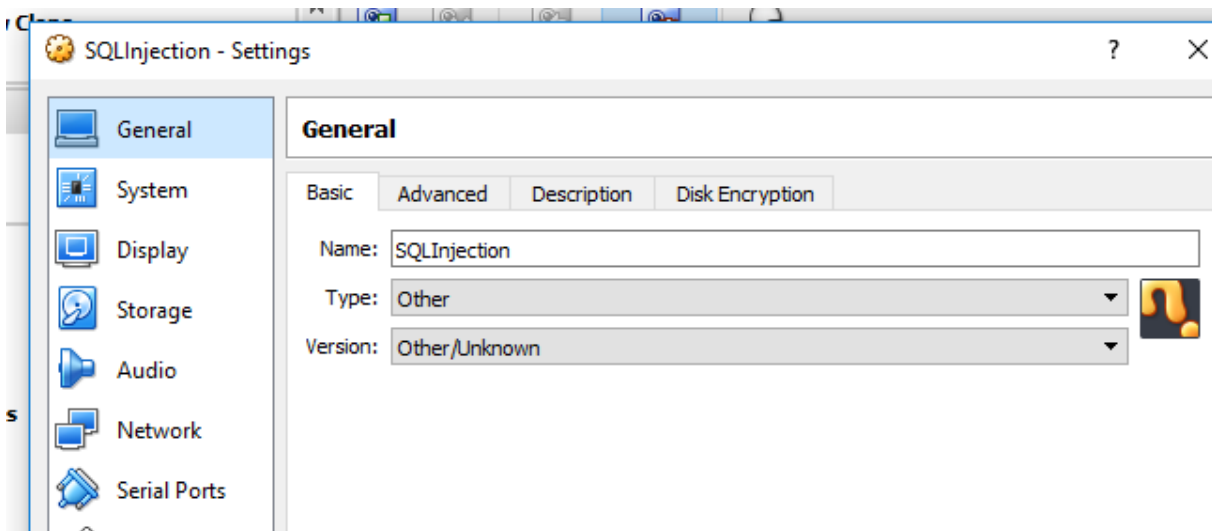 SQLInjection - Settings
?
General
System
Display
Storage
Audio
Network
Serial Ports
General
Basic
Advanced
Description
Disk Encryption
Name: SQLInjection
Type: Other
Version: Other/Unknown
s